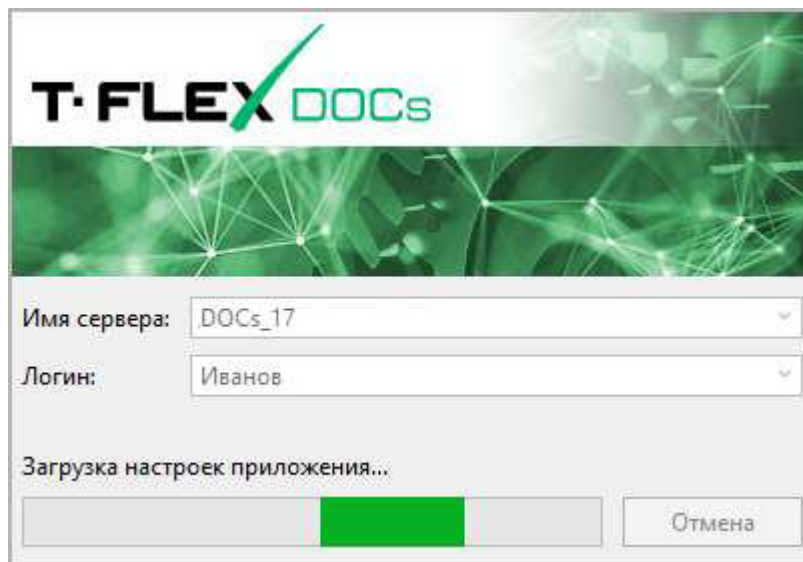 T·FLEX DOCs
Имя сервера: DOCs_17
Логин: Иванов
Загрузка настроек приложения...
Отмена